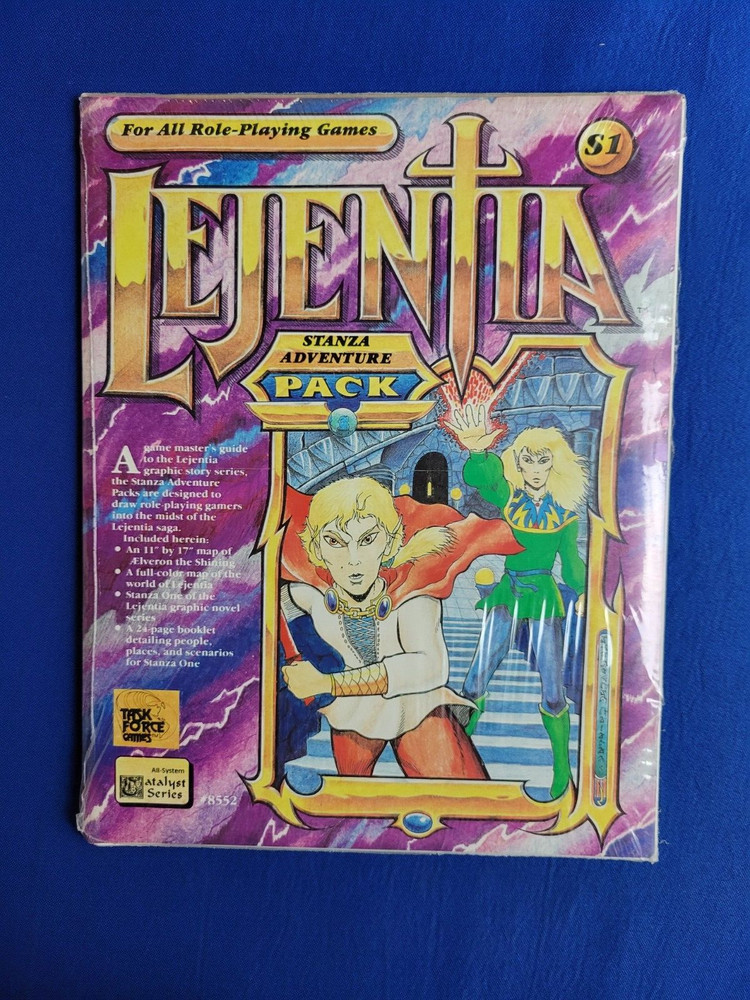 For All Role-Playing Games
S1
LEJENTIA
STANZA
ADVENTURE
PACK
A game master's guide
to the Lejentia
graphic story series,
the Stanza Adventure
Packs are designed to
draw role-playing gamers
into the midst of the
Lejentia saga.
Included herein:
• An 11" by 17" map of
Ælveron the Shining
• A full-color map of the
world of Lejentia
• Stanza One of the
Lejentia graphic novel
series
• A 24-page booklet
detailing people,
places, and scenarios
for Stanza One
TASK
FORCE
GAMES
All-System
Catalyst
Series
#8552